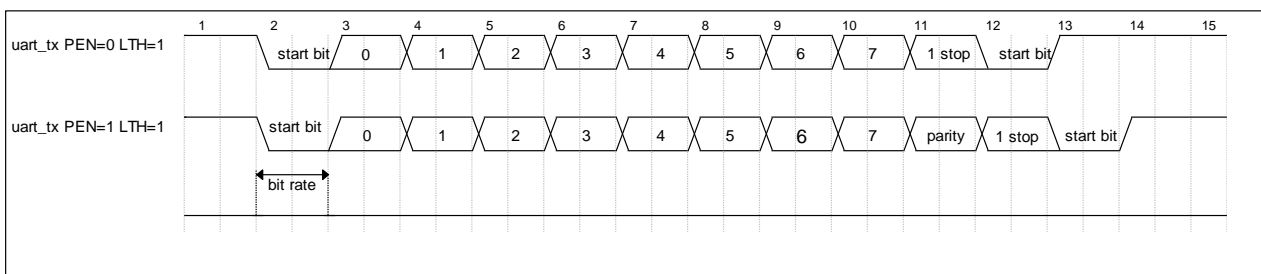 1 2 3 4 5 6 7 8 9 10 11 12 13 14 15
uart_tx PEN=0 LTH=1 start bit 0 1 2 3 4 5 6 7 1 stop start bit
uart_tx PEN=1 LTH=1 start bit 0 1 2 3 4 5 6 7 parity 1 stop start bit
bit rate